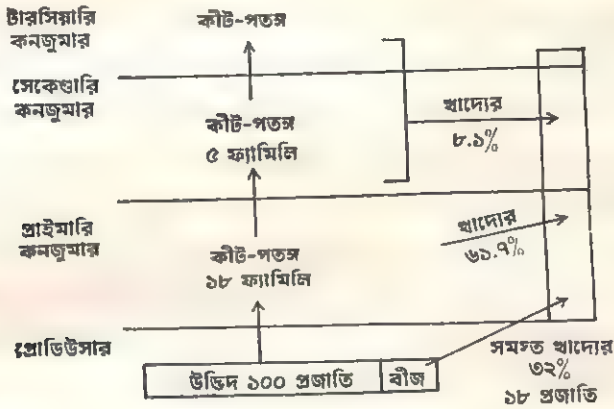 টারসিয়ারি
কনজুমার
কীট-পতঙ্গ
সেকেণ্ডারি
কনজুমার
কীট-পতঙ্গ
৫ ফ্যামিলি
খাদ্যের
৮.১%
প্রাইমারি
কনজুমার
কীট-পতঙ্গ
১৮ ফ্যামিলি
খাদ্যের
৬১.৭%
প্রোডিউসার
উদ্ভিদ ১০০ প্রজাতি
বীজ
সমস্ত খাদ্যের
৩২%
১৮ প্রজাতি